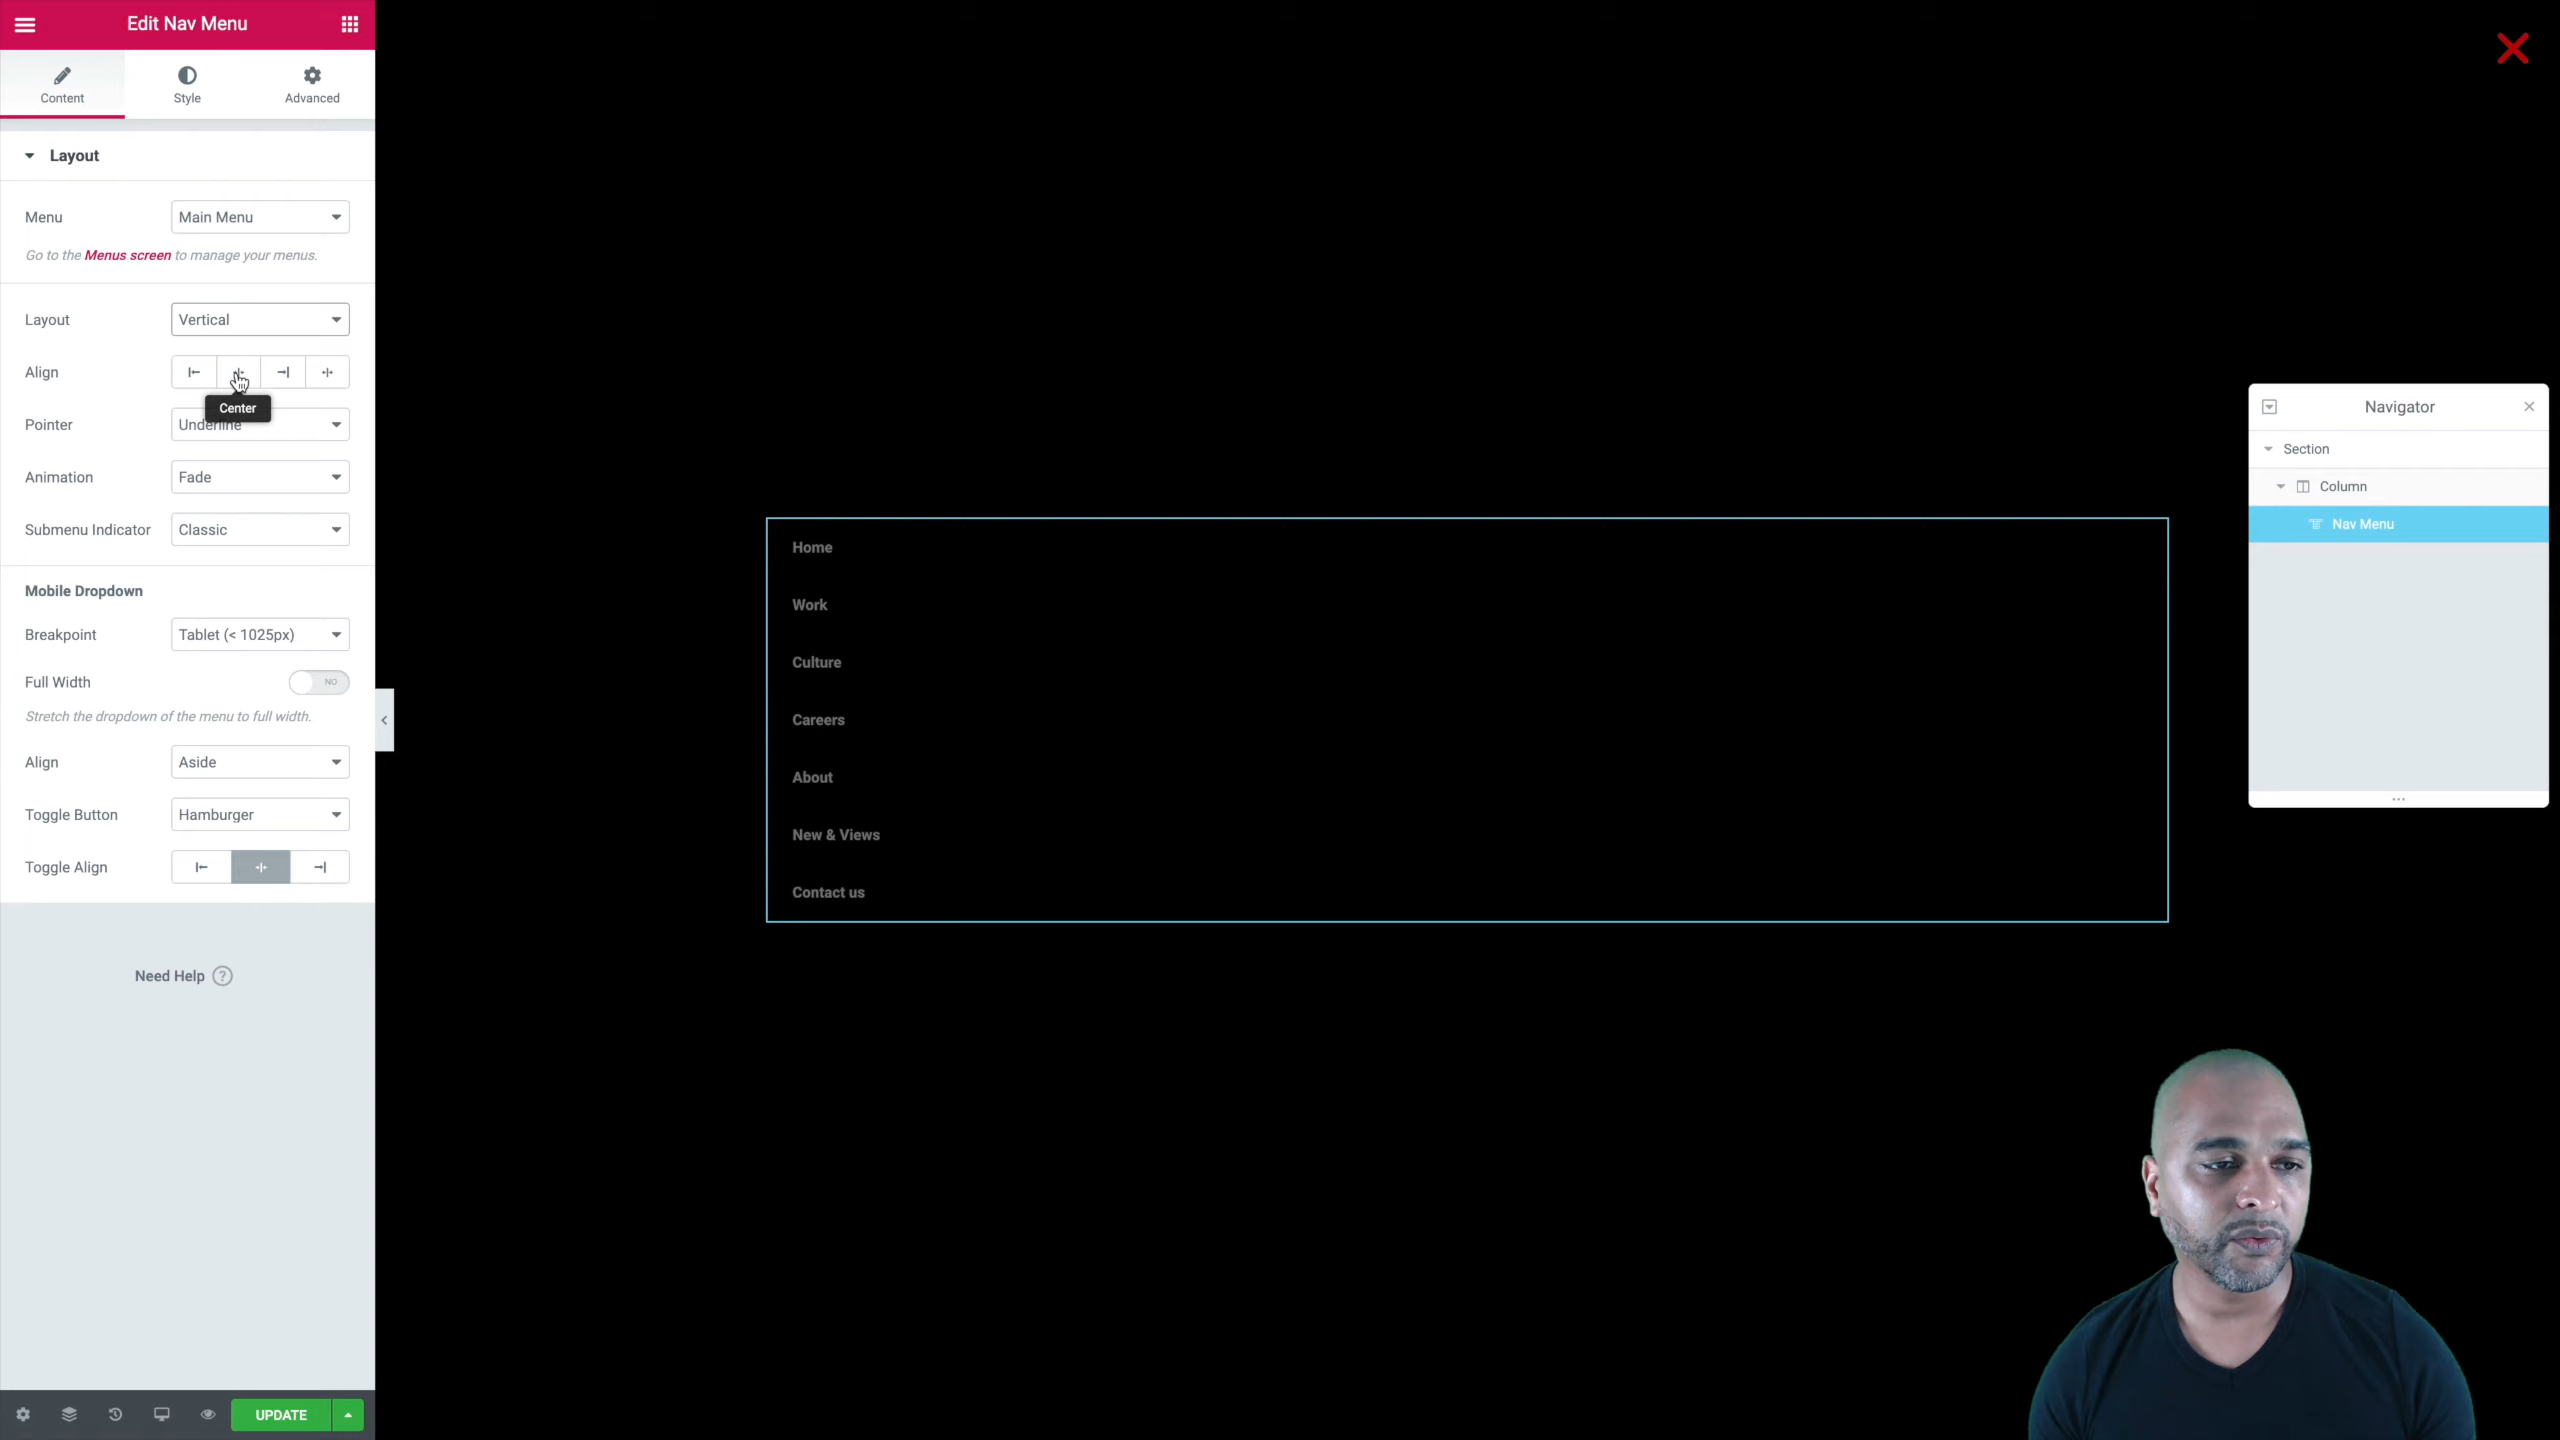 Edit Nav Menu
Content
Style
Advanced
Layout
Menu
Main Menu
Go to the Menus screen to manage your menus.
Layout
Vertical
Align
Center
Pointer
Underline
Animation
Fade
Submenu Indicator
Classic
Mobile Dropdown
Breakpoint
Tablet (< 1025px)
Full Width
NO
Stretch the dropdown of the menu to full width.
Align
Aside
Toggle Button
Hamburger
Toggle Align
Need Help
UPDATE
Home
Work
Culture
Careers
About
New & Views
Contact us
Navigator
Section
Column
Nav Menu